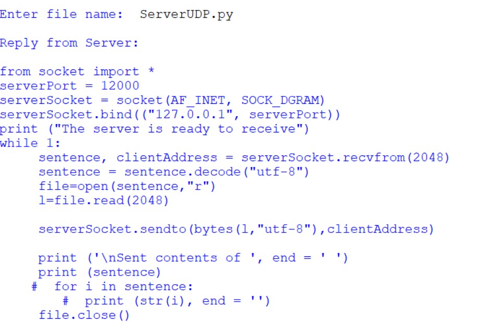 Enter file name:  ServerUDP.py
Reply from Server:
from socket import *
serverPort = 12000
serverSocket = socket(AF_INET, SOCK_DGRAM)
serverSocket.bind(("127.0.0.1", serverPort))
print ("The server is ready to receive")
while 1:
     sentence, clientAddress = serverSocket.recvfrom(2048)
     sentence = sentence.decode("utf-8")
     file=open(sentence,"r")
     l=file.read(2048)
     serverSocket.sendto(bytes(l,"utf-8"),clientAddress)
     print ('\nSent contents of ', end = ' ')
     print (sentence)
    #  for i in sentence:
        #  print (str(i), end = '')
     file.close()